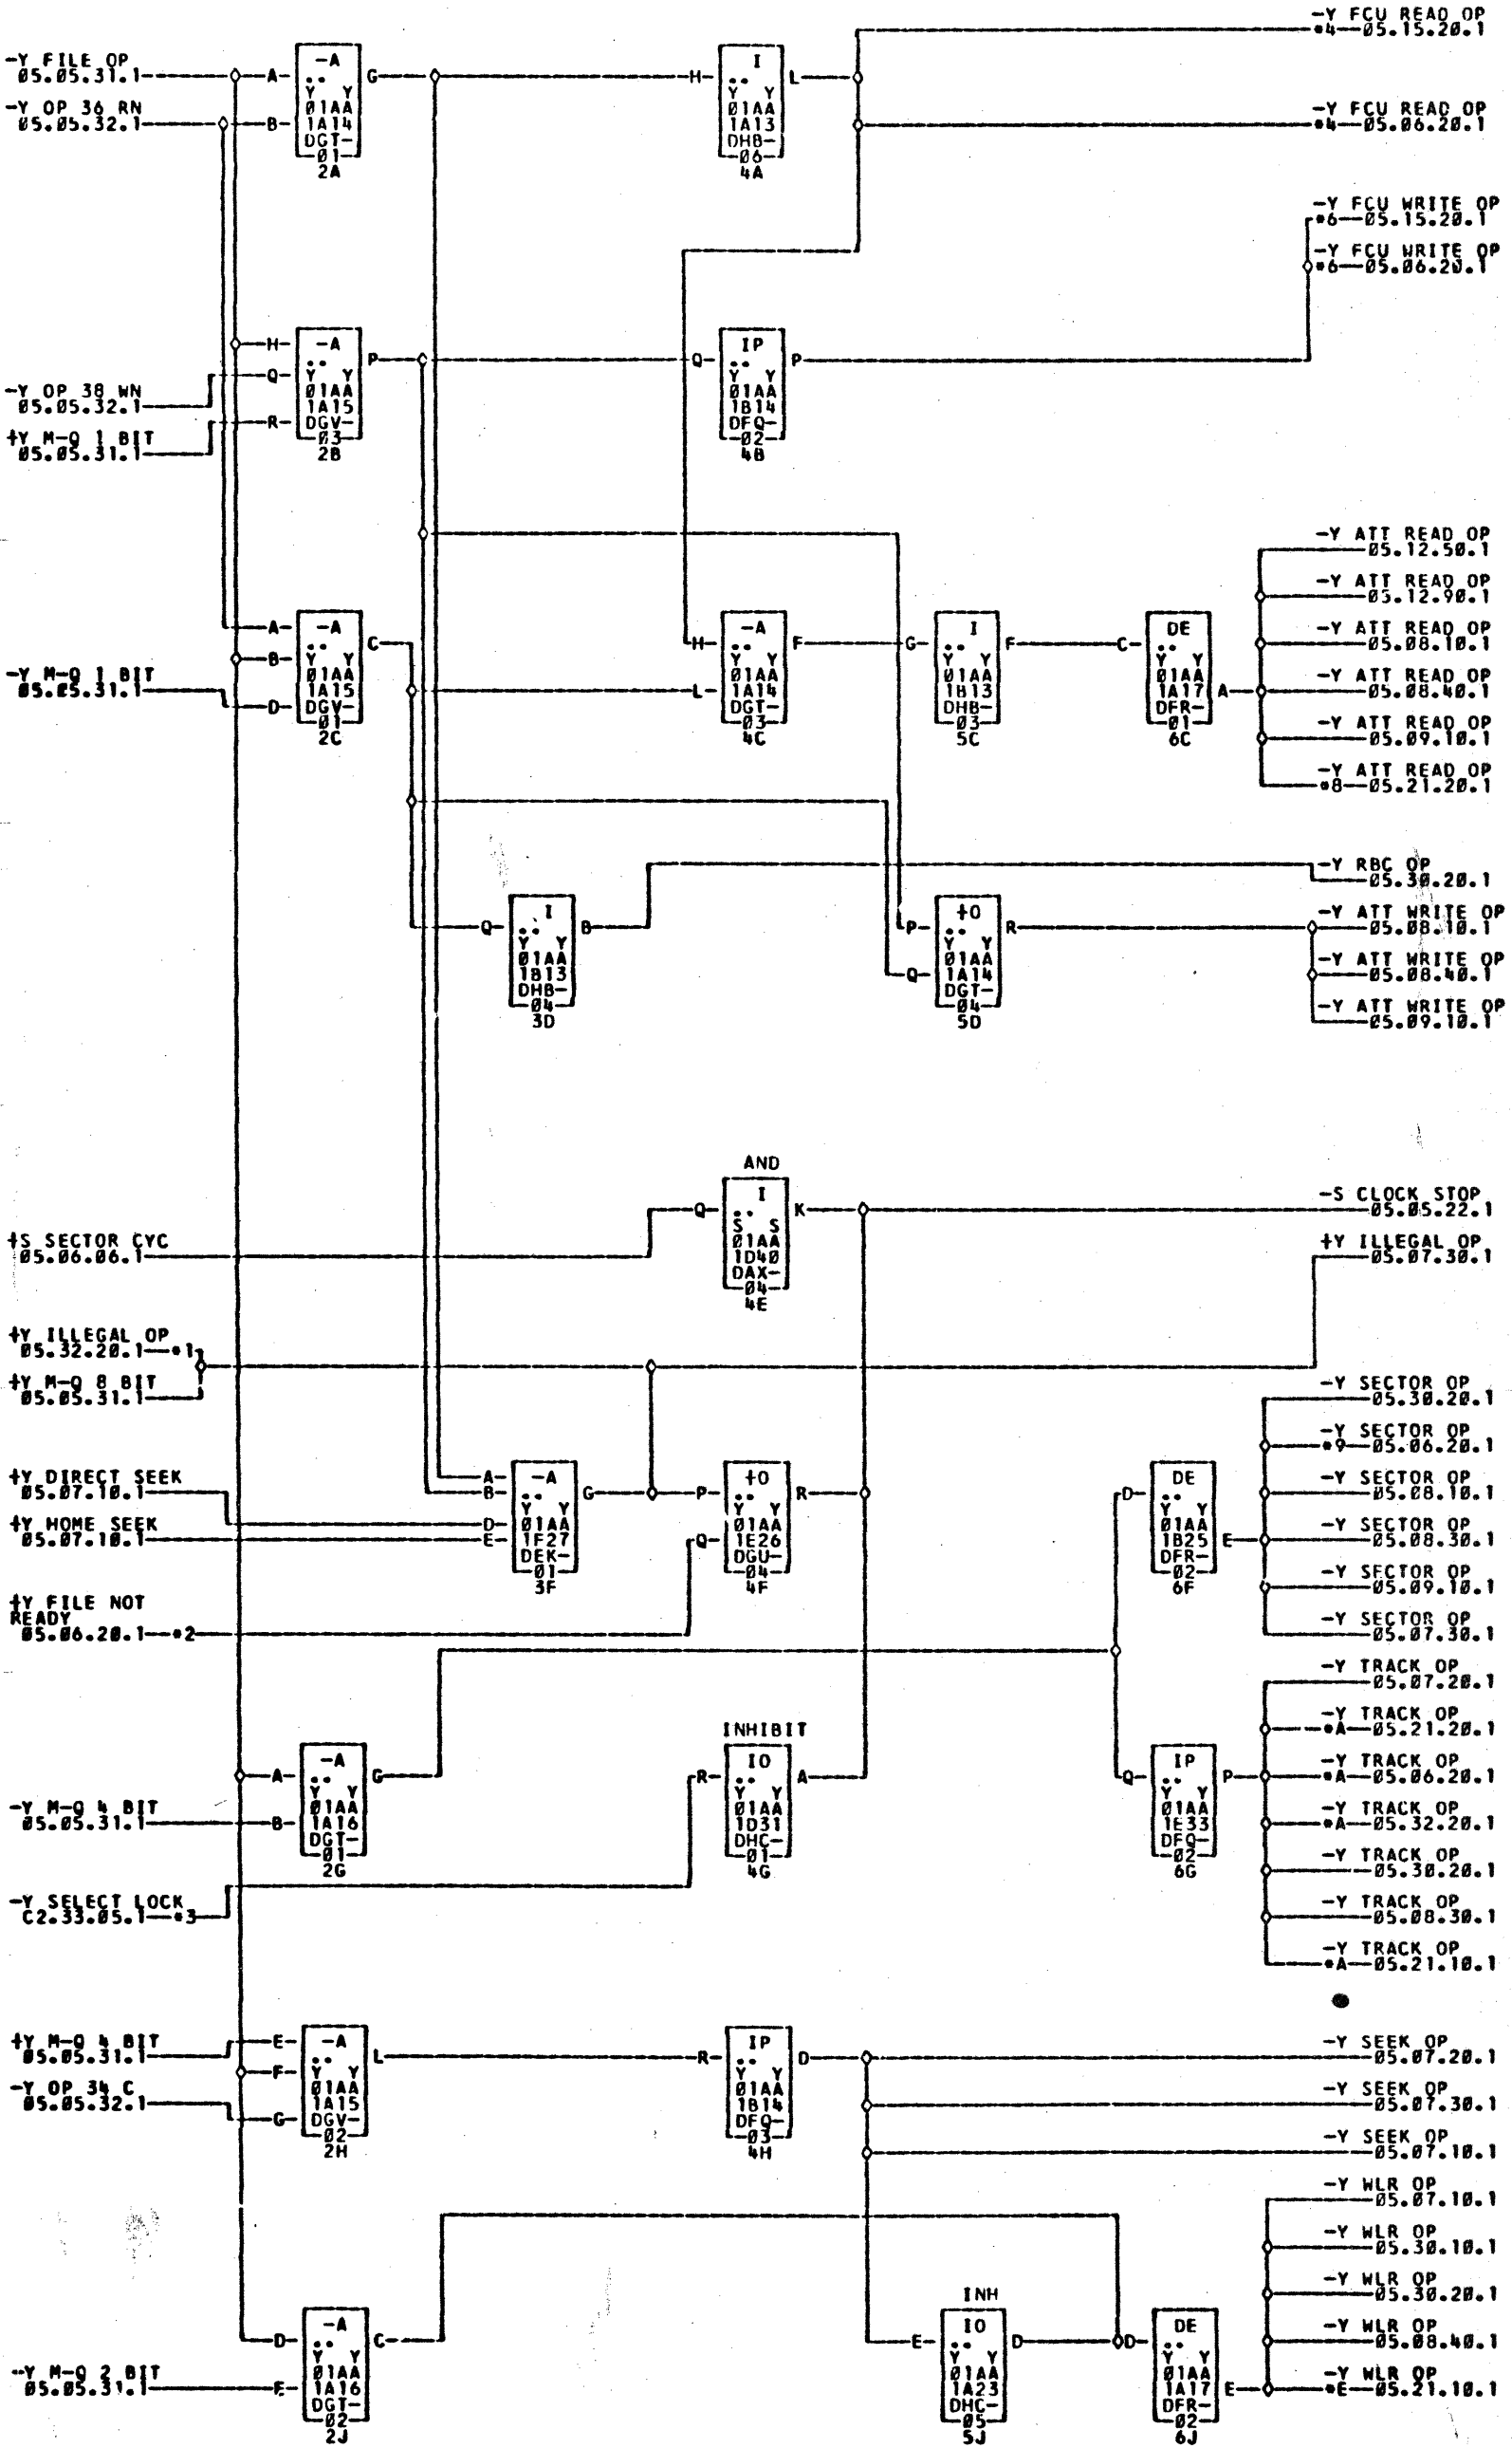 -Y FCU READ OP
*4—05.15.20.1
-Y FILE OP
05.05.31.1
-Y OP 36 RN
05.05.32.1
A
B
-A
..
Y Y
01AA
1A14
DGT-
01
2A
G
H
I
..
Y Y
01AA
1A13
DHB-
06
4A
L
-Y FCU READ OP
*4—05.06.20.1
-Y FCU WRITE OP
*6—05.15.20.1
-Y FCU WRITE OP
*6—05.06.20.1
-Y OP 38 WN
05.05.32.1
+Y M-Q 1 BIT
05.05.31.1
H
Q
R
-A
..
Y Y
01AA
1A15
DGV-
03
2B
P
Q
IP
..
Y Y
01AA
1B14
DFQ-
02
4B
P
-Y M-Q 1 BIT
05.05.31.1
A
B
D
-A
..
Y Y
01AA
1A15
DGV-
01
2C
C
H
L
-A
..
Y Y
01AA
1A14
DGT-
03
4C
F
G
I
..
Y Y
01AA
1B13
DHB-
03
5C
F
C
DE
..
Y Y
01AA
1A17
DFR-
01
6C
A
-Y ATT READ OP
05.12.50.1
-Y ATT READ OP
05.12.90.1
-Y ATT READ OP
05.08.10.1
-Y ATT READ OP
05.08.40.1
-Y ATT READ OP
05.09.10.1
-Y ATT READ OP
*8—05.21.20.1
Q
I
..
Y Y
01AA
1B13
DHB-
04
3D
B
P
Q
+O
..
Y Y
01AA
1A14
DGT-
04
5D
R
-Y RBC OP
05.30.20.1
-Y ATT WRITE OP
05.08.10.1
-Y ATT WRITE OP
05.08.40.1
-Y ATT WRITE OP
05.09.10.1
+S SECTOR CYC
05.06.06.1
AND
Q
I
..
S S
01AA
1D40
DAX-
04
4E
K
-S CLOCK STOP
05.05.22.1
+Y ILLEGAL OP
05.07.30.1
+Y ILLEGAL OP
05.32.20.1—*1
+Y M-Q 8 BIT
05.05.31.1
+Y DIRECT SEEK
05.07.10.1
+Y HOME SEEK
05.07.10.1
+Y FILE NOT
READY
05.06.20.1—*2
A
B
D
E
-A
..
Y Y
01AA
1F27
DEK-
01
3F
G
P
Q
+O
..
Y Y
01AA
1E26
DGU-
04
4F
R
D
DE
..
Y Y
01AA
1B25
DFR-
02
6F
E
-Y SECTOR OP
05.30.20.1
-Y SECTOR OP
*9—05.06.20.1
-Y SECTOR OP
05.08.10.1
-Y SECTOR OP
05.08.30.1
-Y SECTOR OP
05.09.10.1
-Y SECTOR OP
05.07.30.1
-Y M-Q 4 BIT
05.05.31.1
-Y SELECT LOCK
C2.33.05.1—*3
A
B
-A
..
Y Y
01AA
1A16
DGT-
01
2G
G
INHIBIT
R
IO
..
Y Y
01AA
1D31
DHC-
01
4G
A
Q
IP
..
Y Y
01AA
1E33
DFQ-
02
6G
P
-Y TRACK OP
05.07.20.1
-Y TRACK OP
*A—05.21.20.1
-Y TRACK OP
*A—05.06.20.1
-Y TRACK OP
*A—05.32.20.1
-Y TRACK OP
05.30.20.1
-Y TRACK OP
05.08.30.1
-Y TRACK OP
*A—05.21.10.1
+Y M-Q 4 BIT
05.05.31.1
-Y OP 34 C
05.05.32.1
E
F
G
-A
..
Y Y
01AA
1A15
DGV-
02
2H
L
R
IP
..
Y Y
01AA
1B14
DFQ-
03
4H
D
-Y SEEK OP
05.07.20.1
-Y SEEK OP
05.07.30.1
-Y SEEK OP
05.07.10.1
-Y M-Q 2 BIT
05.05.31.1
D
E
-A
..
Y Y
01AA
1A16
DGT-
02
2J
C
INH
E
IO
..
Y Y
01AA
1A23
DHC-
05
5J
D
D
DE
..
Y Y
01AA
1A17
DFR-
02
6J
E
-Y WLR OP
05.07.10.1
-Y WLR OP
05.30.10.1
-Y WLR OP
05.30.20.1
-Y WLR OP
05.08.40.1
-Y WLR OP
*E—05.21.10.1